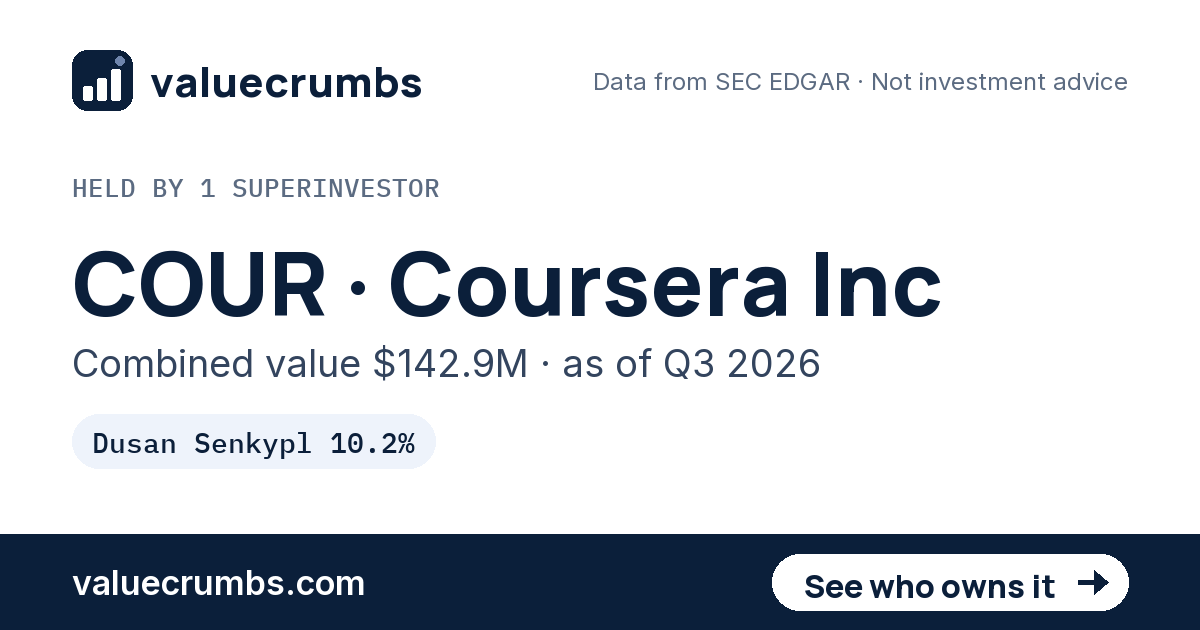 valuecrumbs
Data from SEC EDGAR · Not investment advice
HELD BY 1 SUPERINVESTOR
COUR · Coursera Inc
Combined value $142.9M · as of Q3 2026
Dusan Senkypl 10.2%
valuecrumbs.com
See who owns it →